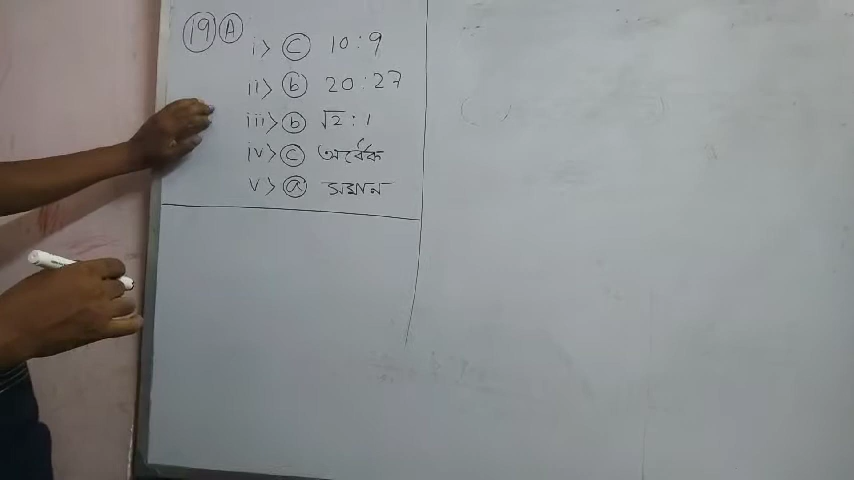 19 A
i> c 10 : 9
ii> b 20 : 27
iii> b √2 : 1
iv> c অর্ধেক
v> a সমান